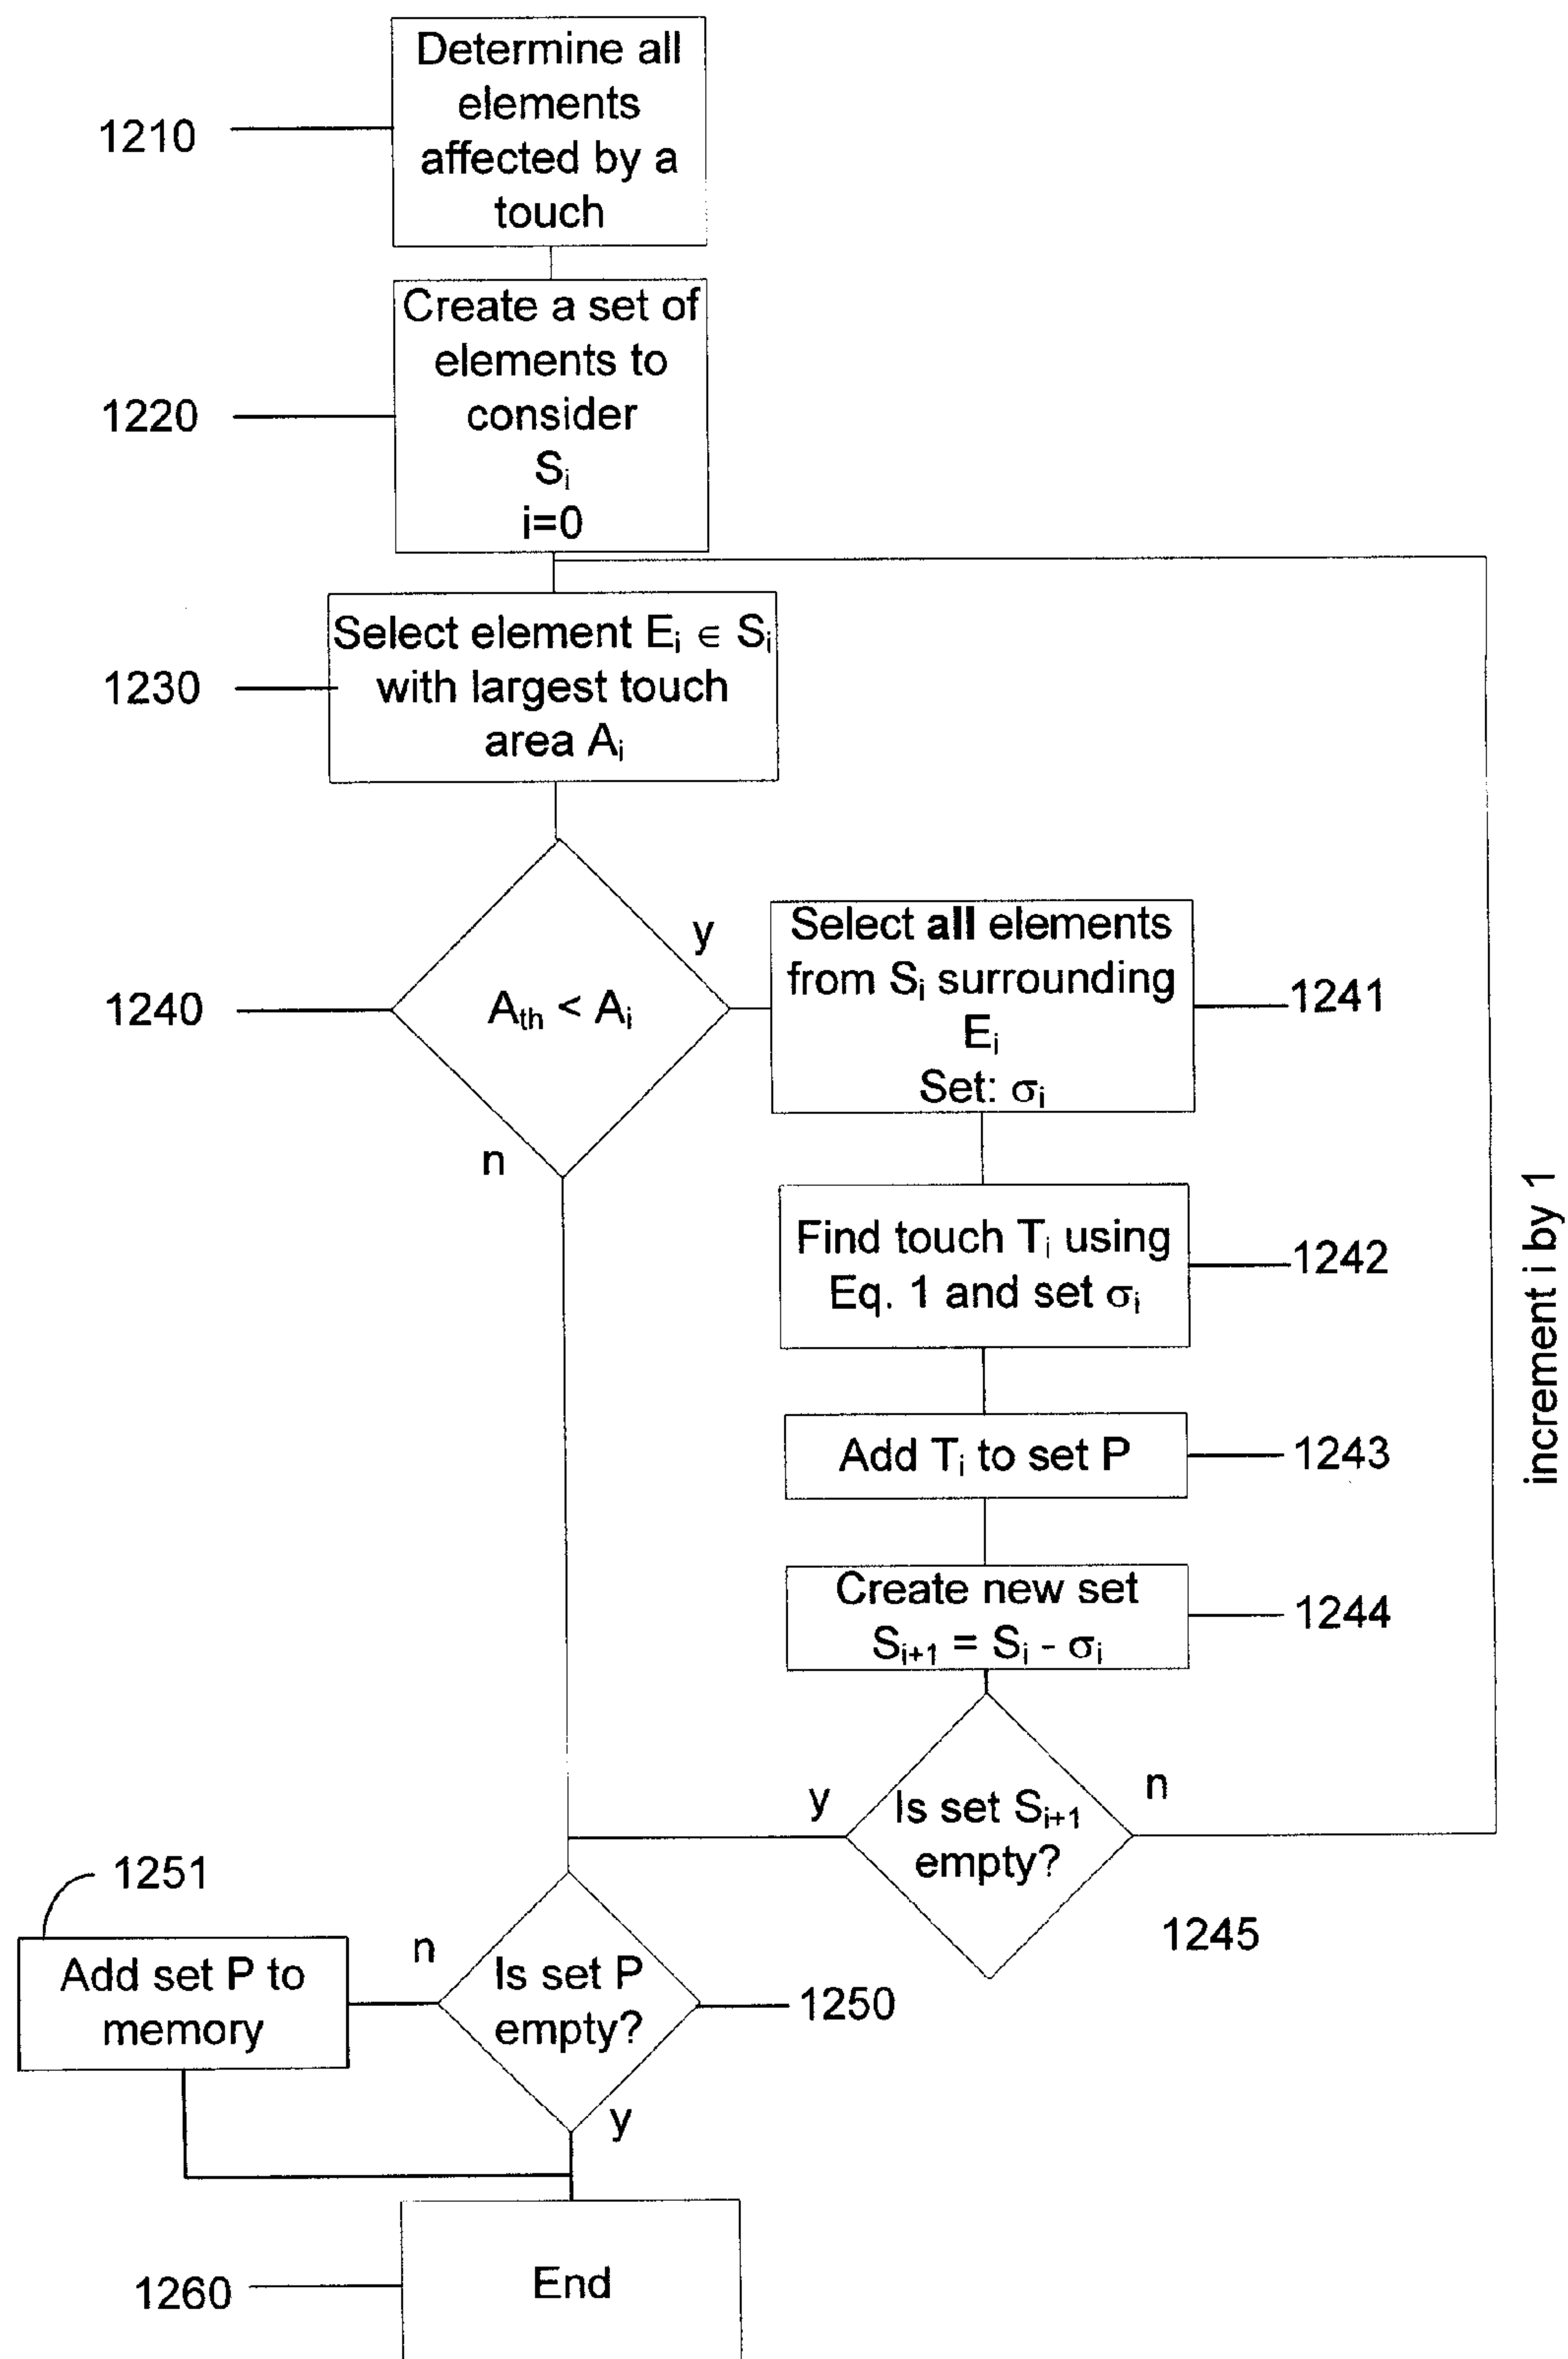 Determine all
elements
affected by a
touch
1210
Create a set of
elements to
consider
Sᵢ
i=0
1220
Select element Eᵢ ∈ Sᵢ
with largest touch
area Aᵢ
1230
Aₜₕ < Aᵢ
1240
y
n
Select all elements
from Sᵢ surrounding
Eᵢ
Set: σᵢ
1241
Find touch Tᵢ using
Eq. 1 and set σᵢ
1242
Add Tᵢ to set P
1243
Create new set
Sᵢ₊₁ = Sᵢ - σᵢ
1244
Is set Sᵢ₊₁
empty?
y
n
1245
increment i by 1
Is set P
empty?
n
y
1250
1251
Add set P to
memory
End
1260